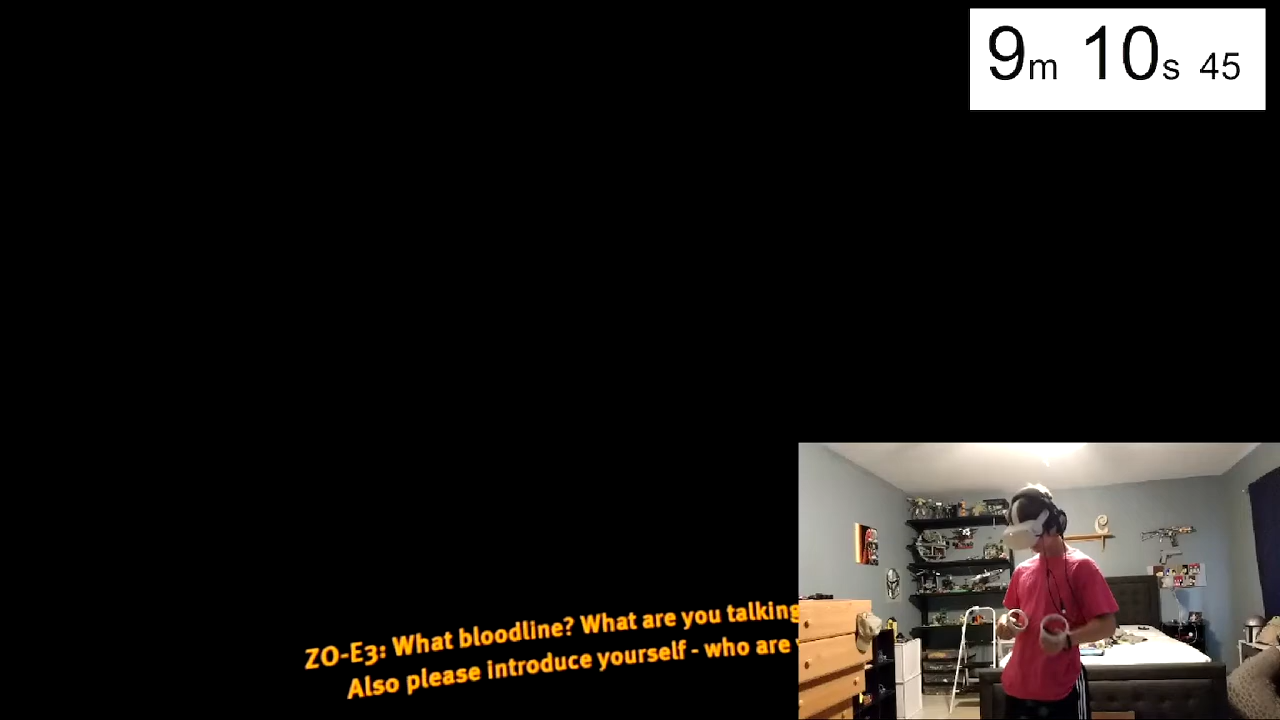 9m 10s 45
ZO-E3: What bloodline? What are you talking
Also please introduce yourself - who are